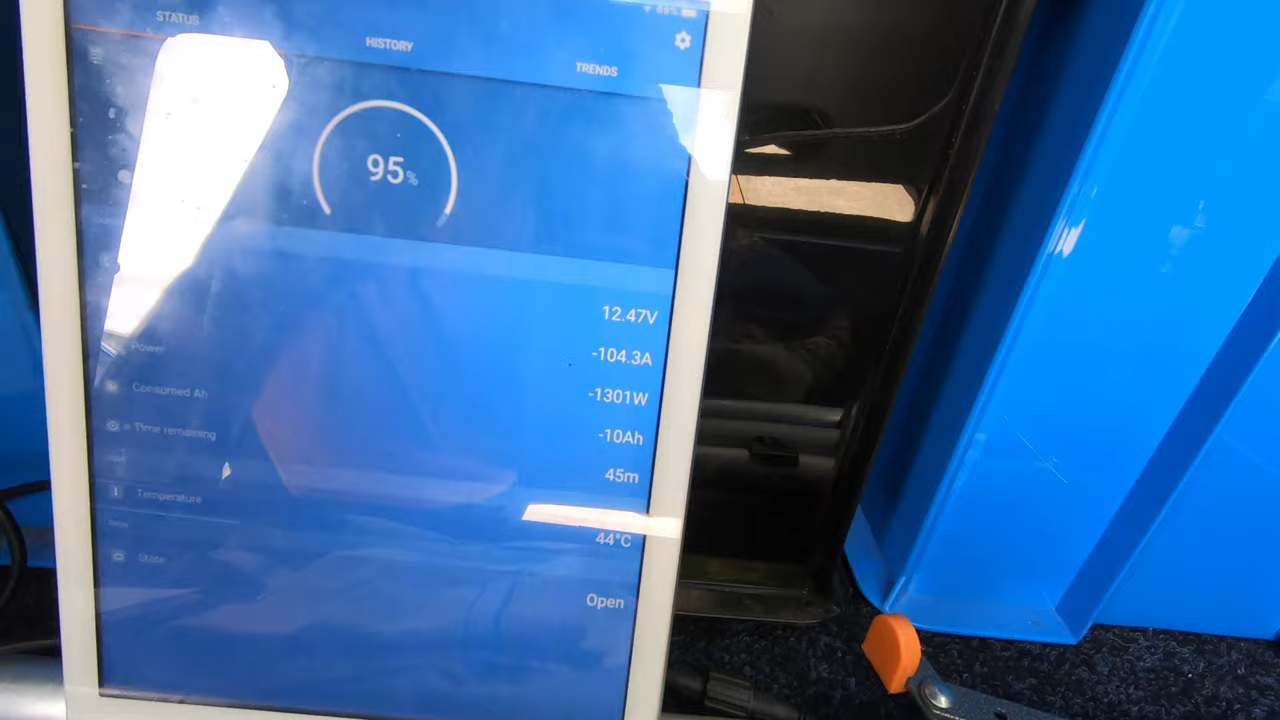 STATUS
HISTORY
TRENDS
95%
12.47V
-104.3A
Power
-1301W
Consumed Ah
-10Ah
Time remaining
45m
Temperature
44°C
State
Open